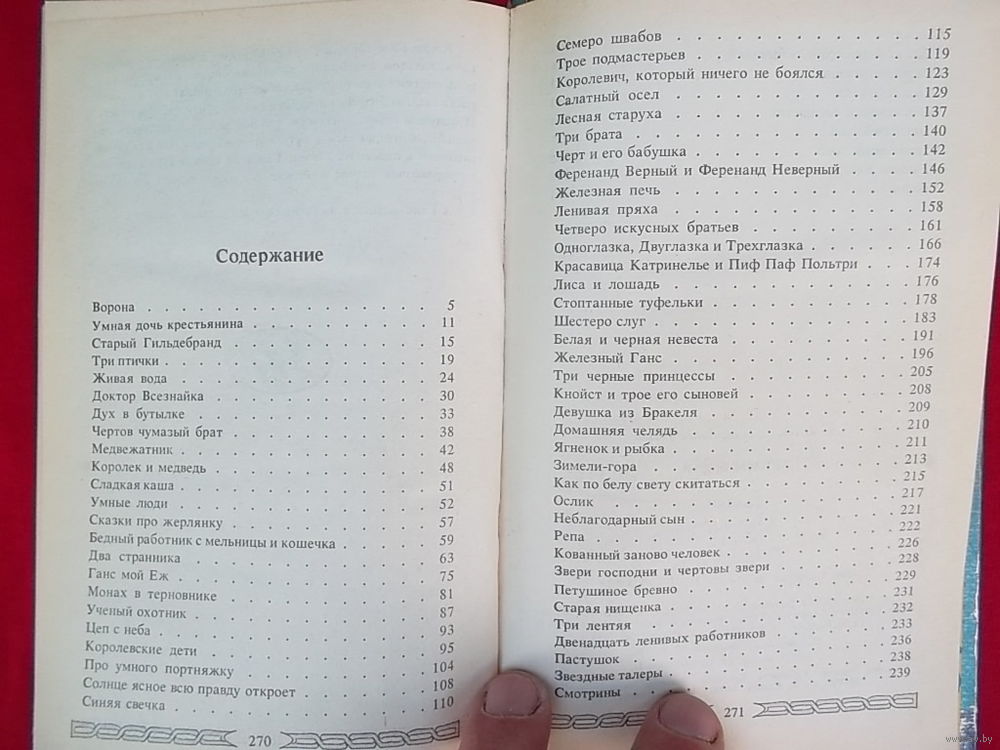 Содержание
Ворона . . . . . . . . . . . . . . . . 5
Умная дочь крестьянина . . . . . . . . . . 11
Старый Гильдебранд . . . . . . . . . . . 15
Три птички . . . . . . . . . . . . . . 19
Живая вода . . . . . . . . . . . . . . 24
Доктор Всезнайка . . . . . . . . . . . . 30
Дух в бутылке . . . . . . . . . . . . . 33
Чертов чумазый брат . . . . . . . . . . . 38
Медвежатник . . . . . . . . . . . . . . 42
Королек и медведь . . . . . . . . . . . . 48
Сладкая каша . . . . . . . . . . . . . 51
Умные люди . . . . . . . . . . . . . . 52
Сказки про жерлянку . . . . . . . . . . . 57
Бедный работник с мельницы и кошечка . . . . . 59
Два странника . . . . . . . . . . . . . 63
Ганс мой Еж . . . . . . . . . . . . . . 75
Монах в терновнике . . . . . . . . . . . 81
Ученый охотник . . . . . . . . . . . . . 87
Цеп с неба . . . . . . . . . . . . . . 93
Королевские дети . . . . . . . . . . . . 95
Про умного портняжку . . . . . . . . . . 104
Солнце ясное всю правду откроет . . . . . . . 108
Синяя свечка . . . . . . . . . . . . . 110
270
Семеро швабов . . . . . . . . . . . . . 115
Трое подмастерьев . . . . . . . . . . . . 119
Королевич, который ничего не боялся . . . . . 123
Салатный осел . . . . . . . . . . . . . 129
Лесная старуха . . . . . . . . . . . . . 137
Три брата . . . . . . . . . . . . . . 140
Черт и его бабушка . . . . . . . . . . . 142
Ференанд Верный и Ференанд Неверный . . . . 146
Железная печь . . . . . . . . . . . . . 152
Ленивая пряха . . . . . . . . . . . . . 158
Четверо искусных братьев . . . . . . . . . 161
Одноглазка, Двуглазка и Трехглазка . . . . . . 166
Красавица Катринелье и Пиф Паф Польтри . . . 174
Лиса и лошадь . . . . . . . . . . . . . 176
Стоптанные туфельки . . . . . . . . . . . 178
Шестеро слуг . . . . . . . . . . . . . 183
Белая и черная невеста . . . . . . . . . . 191
Железный Ганс . . . . . . . . . . . . . 196
Три черные принцессы . . . . . . . . . . 205
Кнойст и трое его сыновей . . . . . . . . . 208
Девушка из Бракеля . . . . . . . . . . . 209
Домашняя челядь . . . . . . . . . . . . 210
Ягненок и рыбка . . . . . . . . . . . . 211
Зимели-гора . . . . . . . . . . . . . . 213
Как по белу свету скитаться . . . . . . . . 215
Ослик . . . . . . . . . . . . . . . . 217
Неблагодарный сын . . . . . . . . . . . 221
Репа . . . . . . . . . . . . . . . . 222
Кованный заново человек . . . . . . . . . 226
Звери господни и чертовы звери . . . . . . . 228
Петушиное бревно . . . . . . . . . . . . 229
Старая нищенка . . . . . . . . . . . . . 231
Три лентяя . . . . . . . . . . . . . . 232
Двенадцать ленивых работников . . . . . . . 233
Пастушок . . . . . . . . . . . . . . . 236
Звездные талеры . . . . . . . . . . . . 238
Смотрины . . . . . . . . . . . . . . . 239
271
www.ay.by